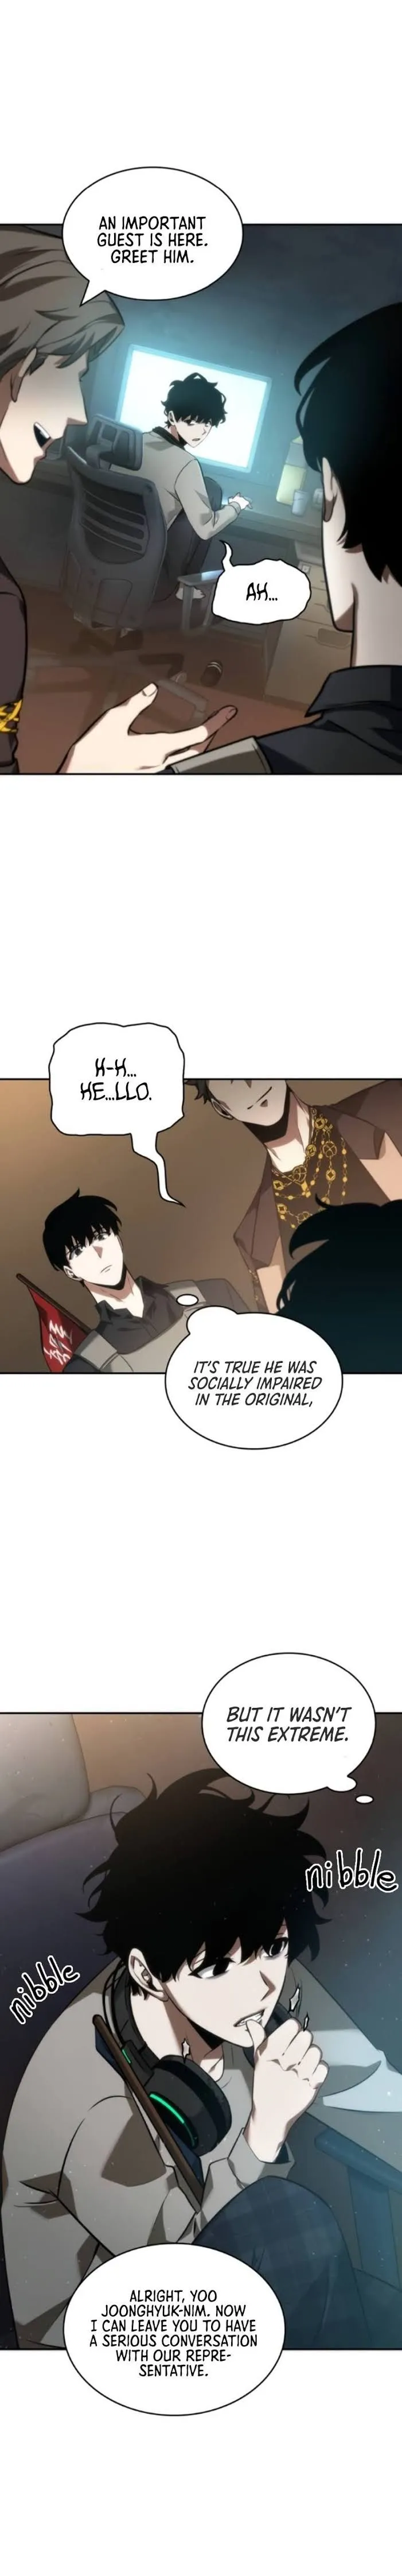 AN IMPORTANT
GUEST IS HERE.
GREET HIM.
AH...
H-H...
HE...LLO.
IT'S TRUE HE WAS
SOCIALLY IMPAIRED
IN THE ORIGINAL,
BUT IT WASN'T
THIS EXTREME.
nibble
nibble
ALRIGHT, YOO
JOONGHYUK-NIM. NOW
I CAN LEAVE YOU TO HAVE
A SERIOUS CONVERSATION
WITH OUR REPRE-
SENTATIVE.